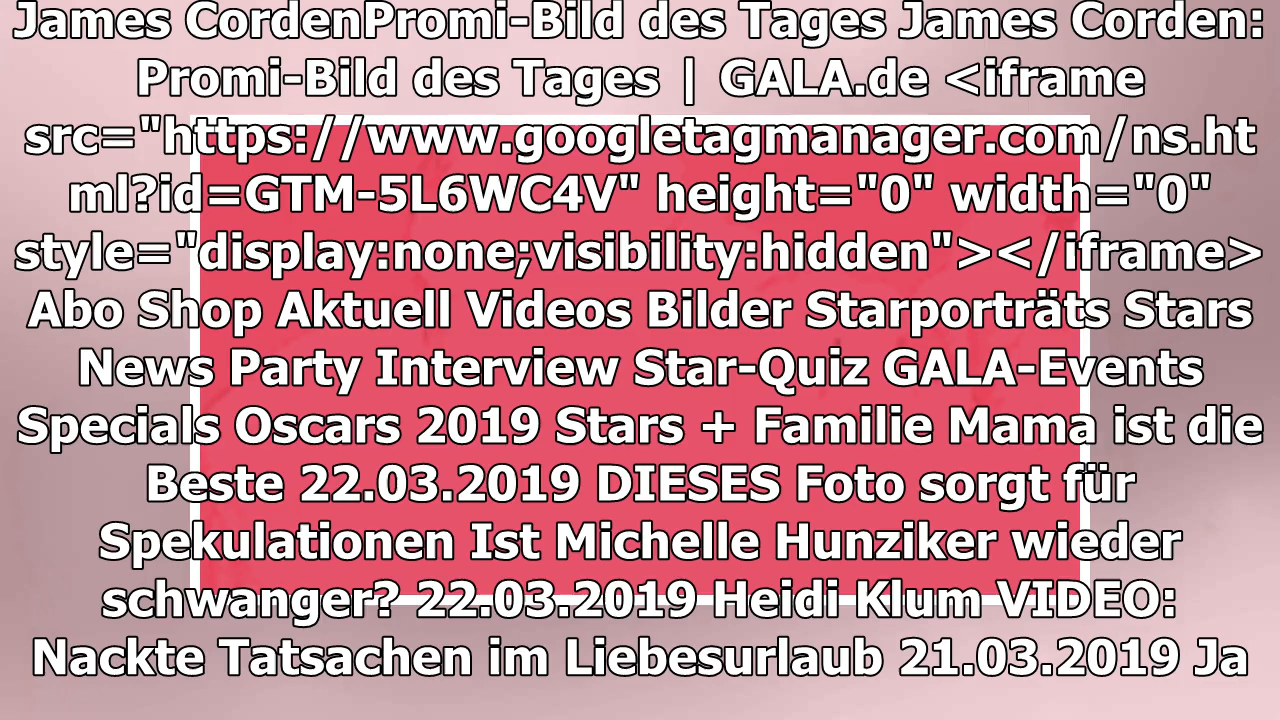 James CordenPromi-Bild des Tages James Corden:
Promi-Bild des Tages | GALA.de <iframe
src="https://www.googletagmanager.com/ns.ht
ml?id=GTM-5L6WC4V" height="0" width="0"
style="display:none;visibility:hidden"></iframe>
Abo Shop Aktuell Videos Bilder Starporträts Stars
News Party Interview Star-Quiz GALA-Events
Specials Oscars 2019 Stars + Familie Mama ist die
Beste 22.03.2019 DIESES Foto sorgt für
Spekulationen Ist Michelle Hunziker wieder
schwanger? 22.03.2019 Heidi Klum VIDEO:
Nackte Tatsachen im Liebesurlaub 21.03.2019 Ja